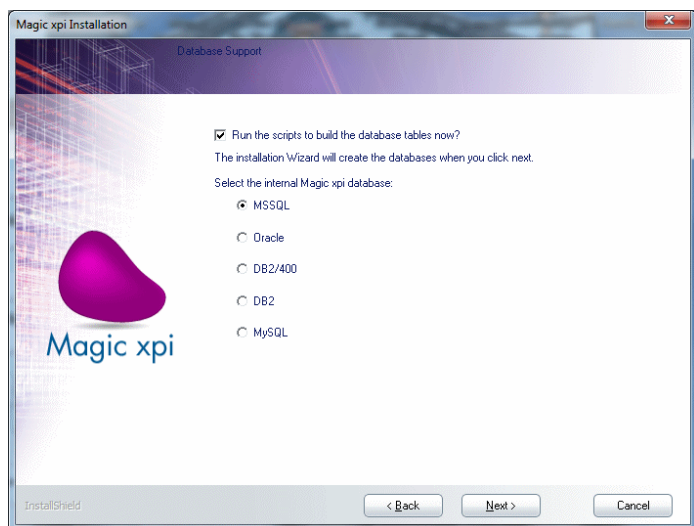 Magic xpi Installation
Database Support
Run the scripts to build the database tables now?
The installation Wizard will create the databases when you click next.
Select the internal Magic xpi database:
MSSQL
Oracle
DB2/400
DB2
MySQL
Magic xpi
InstallShield
< Back
Next >
Cancel